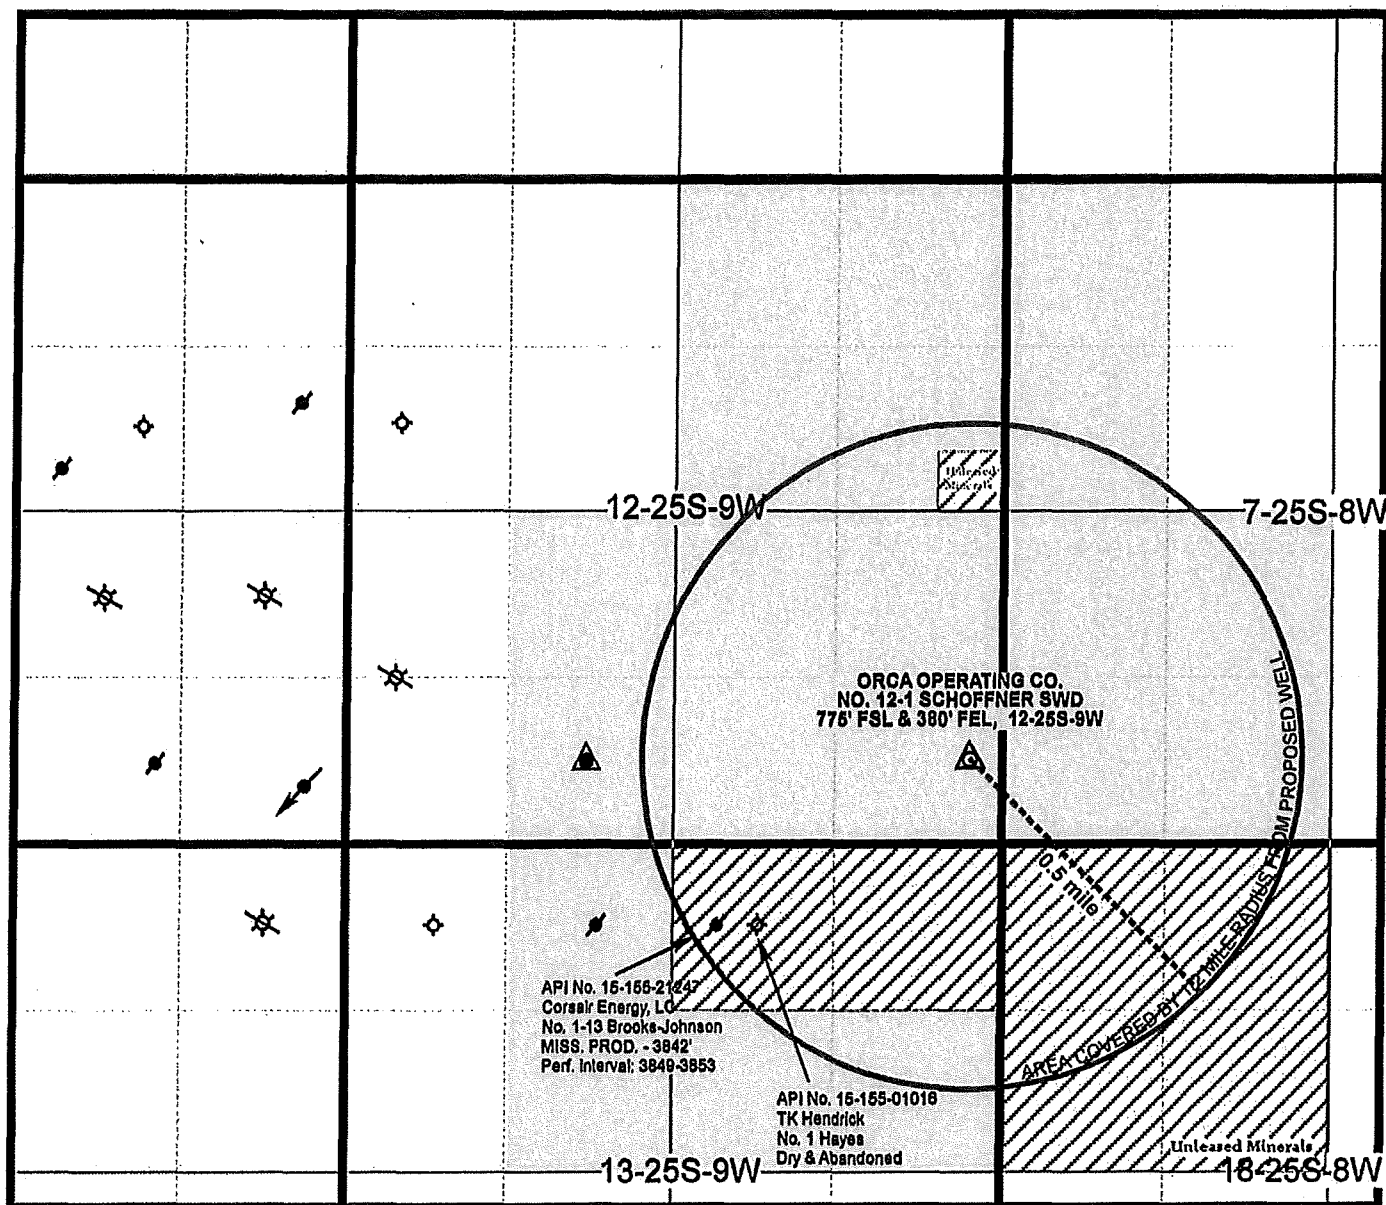 Unleased
Minerals
12-25S-9W
7-25S-8W
ORCA OPERATING CO.
NO. 12-1 SCHOFFNER SWD
775' FSL & 380' FEL, 12-25S-9W
0.5 mile
AREA COVERED BY 1/2 MILE RADIUS FROM PROPOSED WELL
API No. 15-155-21247
Corsair Energy, LC
No. 1-13 Brooks-Johnson
MISS. PROD. - 3842'
Perf. Interval; 3849-3853
API No. 15-155-01016
TK Hendrick
No. 1 Hayes
Dry & Abandoned
Unleased Minerals
13-25S-9W
18-25S-8W